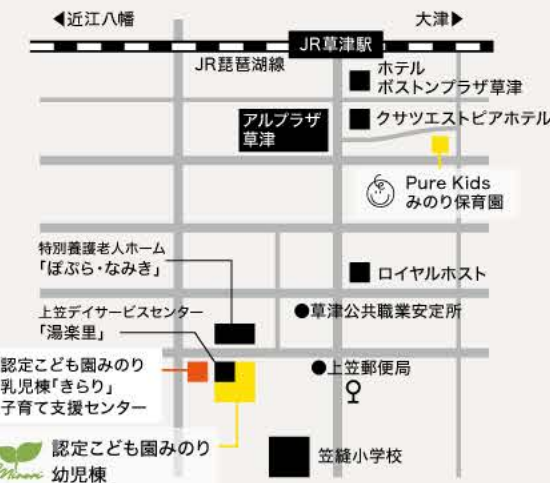 ◀近江八幡
大津▶
JR草津駅
JR琵琶湖線
ホテル
ボストンプラザ草津
アルプラザ
草津
クサツエストピアホテル
Pure Kids
みのり保育園
特別養護老人ホーム
「ぽぷら・なみき」
ロイヤルホスト
上笠デイサービスセンター
「湯楽里」
●草津公共職業安定所
認定こども園みのり
乳児棟「きらり」
子育て支援センター
●上笠郵便局
認定こども園みのり
幼児棟
Minori
笠縫小学校